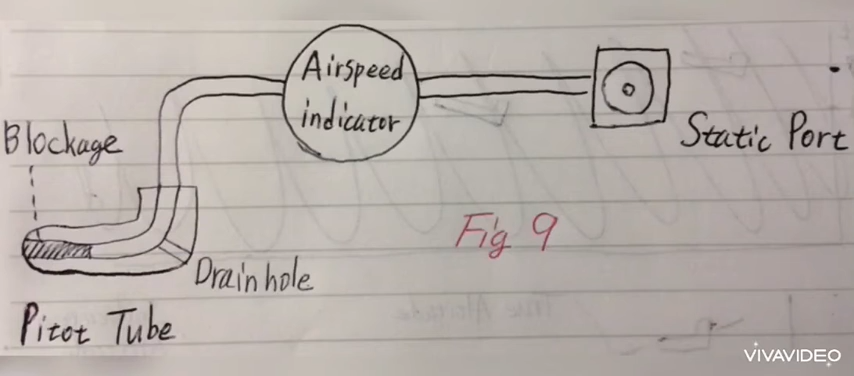 Airspeed
indicator
Blockage
Static Port
Fig 9
Drainhole
Pitot Tube
VIVAVIDEO